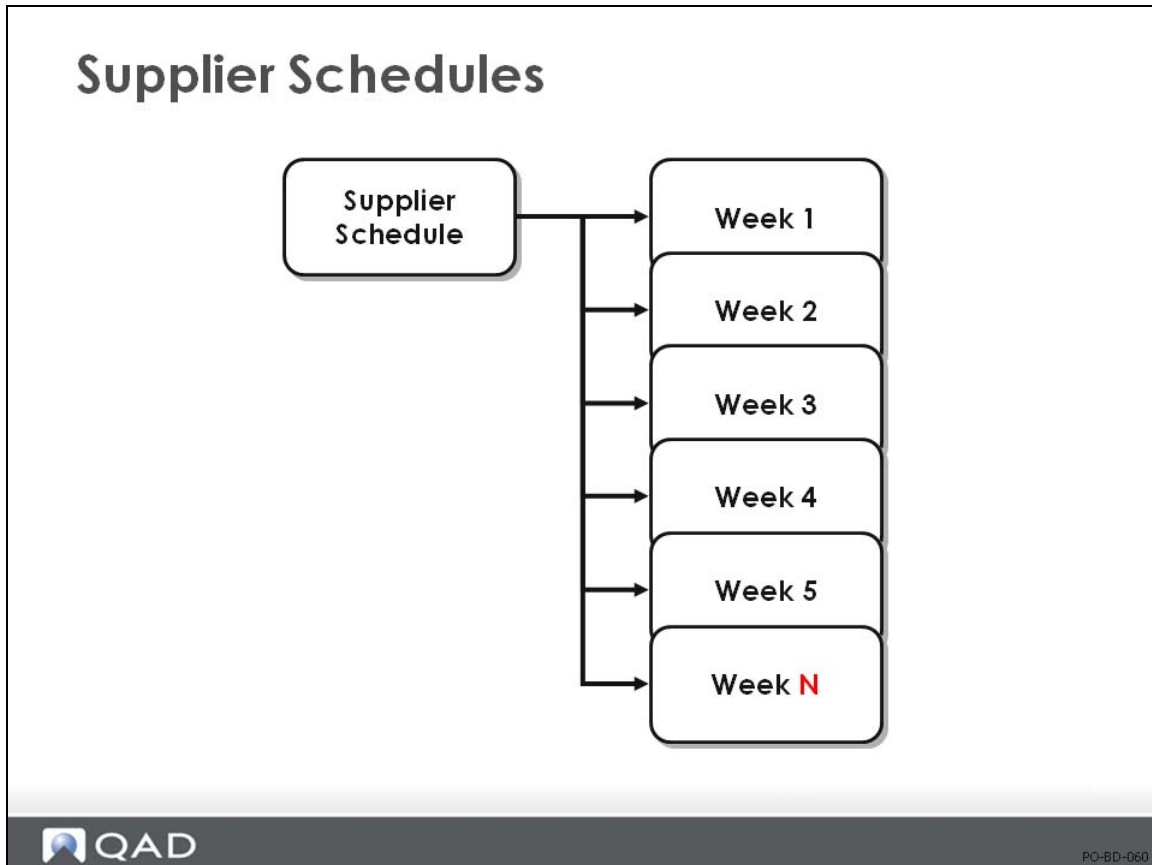 Supplier Schedules
Supplier
Schedule
Week 1
Week 2
Week 3
Week 4
Week 5
Week N
QAD
PO-BD-060